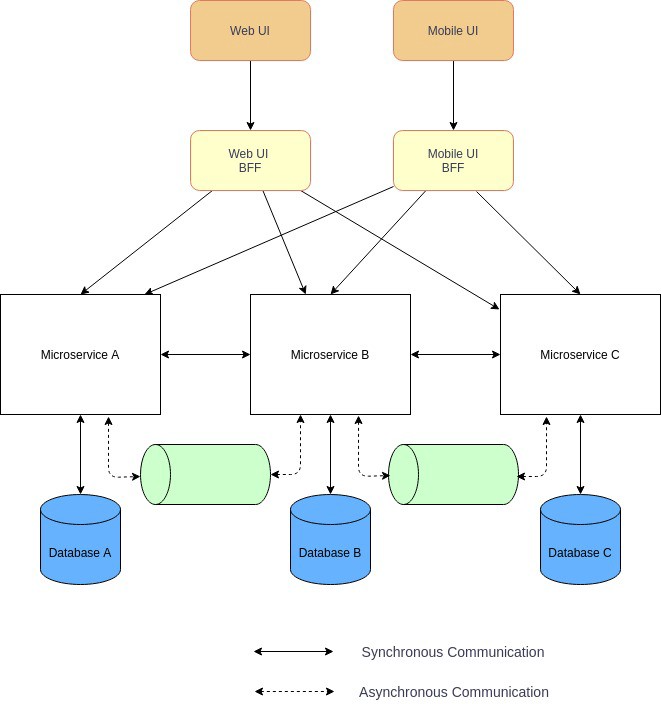 Web UI
Mobile UI
Web UI
BFF
Mobile UI
BFF
Microservice A
Microservice B
Microservice C
Database A
Database B
Database C
Synchronous Communication
Asynchronous Communication